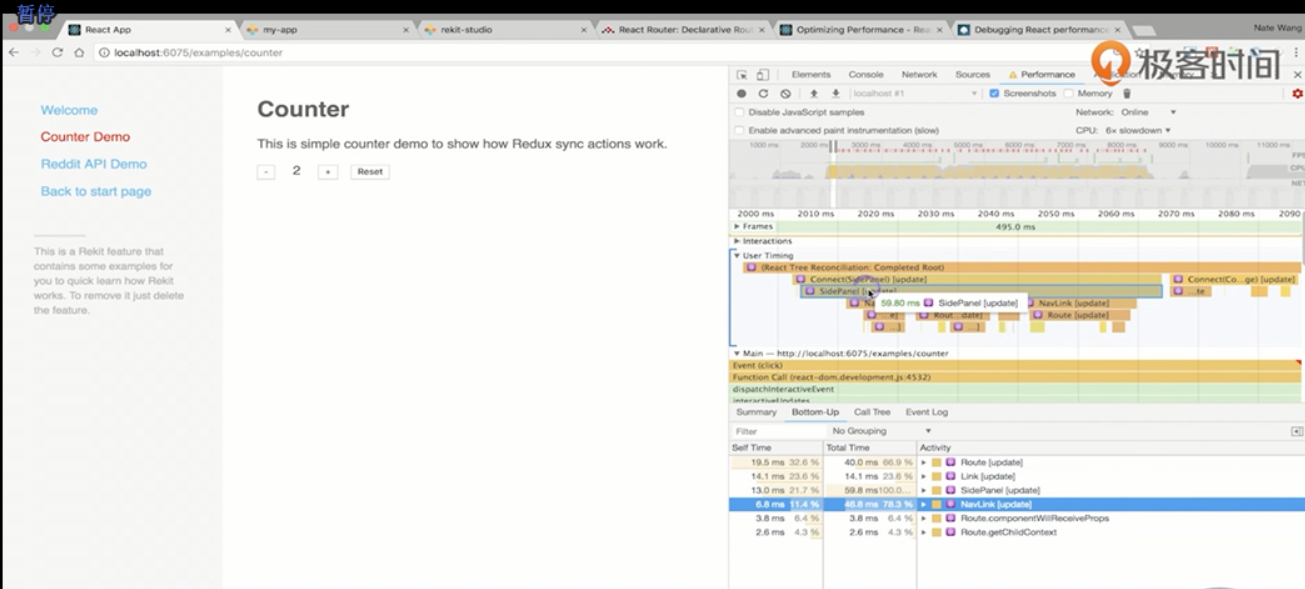 暂停
React App
my-app
rekit-studio
React Router: Declarative Rou
Optimizing Performance - Rea
Debugging React performance
Nate Wang
localhost:6075/examples/counter
极客时间
Welcome
Counter Demo
Reddit API Demo
Back to start page
This is a Rekit feature that
contains some examples for
you to quick learn how Rekit
works. To remove it just delete
the feature.
Counter
This is simple counter demo to show how Redux sync actions work.
- 2 + Reset
Elements Console Network Sources Performance
localhost #1 Screenshots Memory
Disable JavaScript samples Network: Online
Enable advanced paint instrumentation (slow) CPU: 6× slowdown
1000 ms 2000 ms 3000 ms 4000 ms 5000 ms 6000 ms 7000 ms 8000 ms 9000 ms 10000 ms 11000 ms
FPS
CPU
NET
2000 ms 2010 ms 2020 ms 2030 ms 2040 ms 2050 ms 2060 ms 2070 ms 2080 ms 2090
Frames 495.0 ms
Interactions
User Timing
(React Tree Reconciliation: Completed Root)
Connect(SidePanel) [update] Connect(Co...ge) [update]
SidePanel [update] ...te
Na 59.80 ms SidePanel [update] NavLink [update]
...e] Rout...date] Route [update]
...] ...]
Main — http://localhost:6075/examples/counter
Event (click)
Function Call (react-dom.development.js:4532)
dispatchInteractiveEvent
interactiveUpdates
Summary Bottom-Up Call Tree Event Log
Filter No Grouping
Self Time Total Time Activity
19.5 ms 32.6 % 40.0 ms 66.9 % Route [update]
14.1 ms 23.6 % 14.1 ms 23.6 % Link [update]
13.0 ms 21.7 % 59.8 ms 100.0... SidePanel [update]
6.8 ms 11.4 % 46.8 ms 78.3 % NavLink [update]
3.8 ms 6.4 % 3.8 ms 6.4 % Route.componentWillReceiveProps
2.6 ms 4.3 % 2.6 ms 4.3 % Route.getChildContext